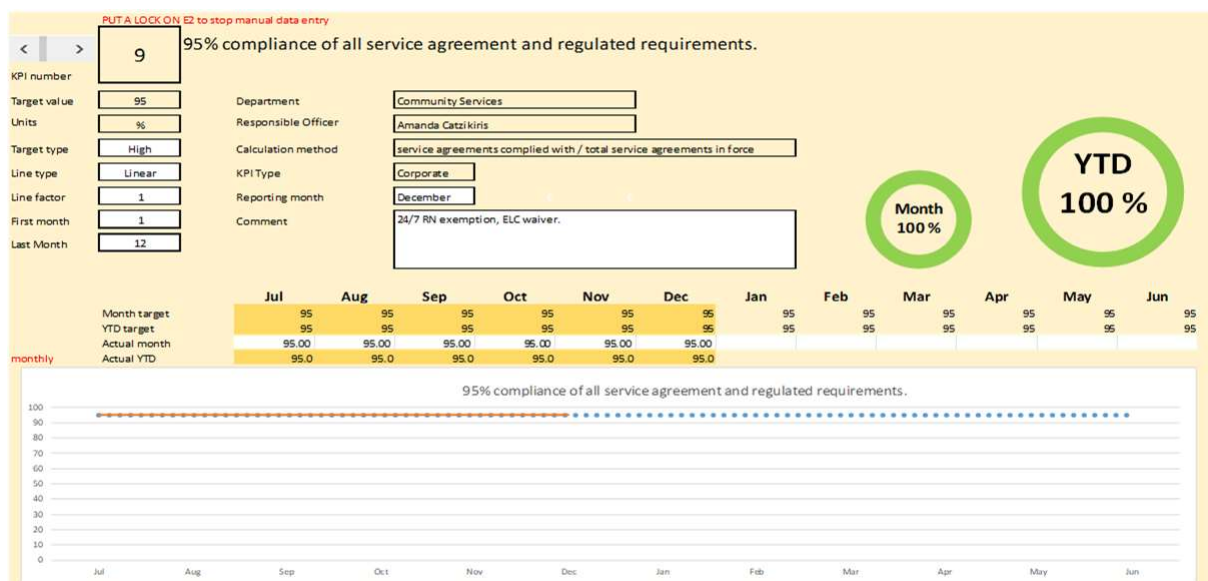 PUT A LOCK ON E2 to stop manual data entry
< > 9 95% compliance of all service agreement and regulated requirements.
KPI number
Target value 95 Department Community Services
Units % Responsible Officer Amanda Catzikiris
Target type High Calculation method service agreements complied with / total service agreements in force
Line type Linear KPI Type Corporate
Line factor 1 Reporting month December
First month 1 Comment 24/7 RN exemption, ELC waiver.
Last Month 12
Month
100 %
YTD
100 %
Jul Aug Sep Oct Nov Dec Jan Feb Mar Apr May Jun
Month target 95 95 95 95 95 95 95 95 95 95 95 95
YTD target 95 95 95 95 95 95 95 95 95 95 95 95
Actual month 95.00 95.00 95.00 95.00 95.00 95.00
monthly Actual YTD 95.0 95.0 95.0 95.0 95.0 95.0
95% compliance of all service agreement and regulated requirements.
100
90
80
70
60
50
40
30
20
10
0
Jul Aug Sep Oct Nov Dec Jan Feb Mar Apr May Jun